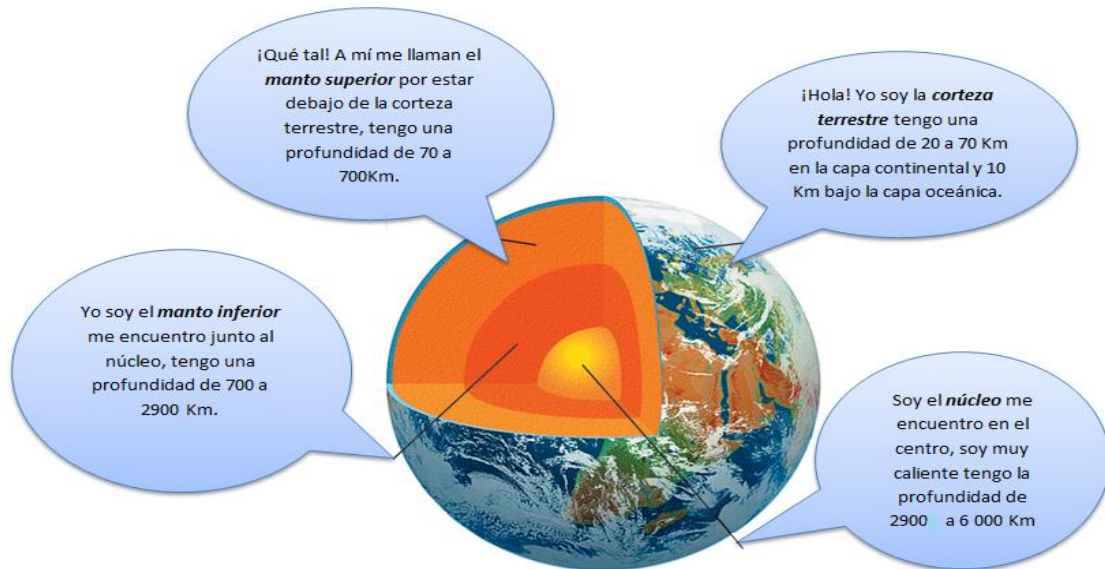 ¡Qué tal! A mí me llaman el
manto superior por estar
debajo de la corteza
terrestre, tengo una
profundidad de 70 a
700Km.
¡Hola! Yo soy la corteza
terrestre tengo una
profundidad de 20 a 70 Km
en la capa continental y 10
Km bajo la capa oceánica.
Yo soy el manto inferior
me encuentro junto al
núcleo, tengo una
profundidad de 700 a
2900 Km.
Soy el núcleo me
encuentro en el
centro, soy muy
caliente tengo la
profundidad de
2900 a 6 000 Km